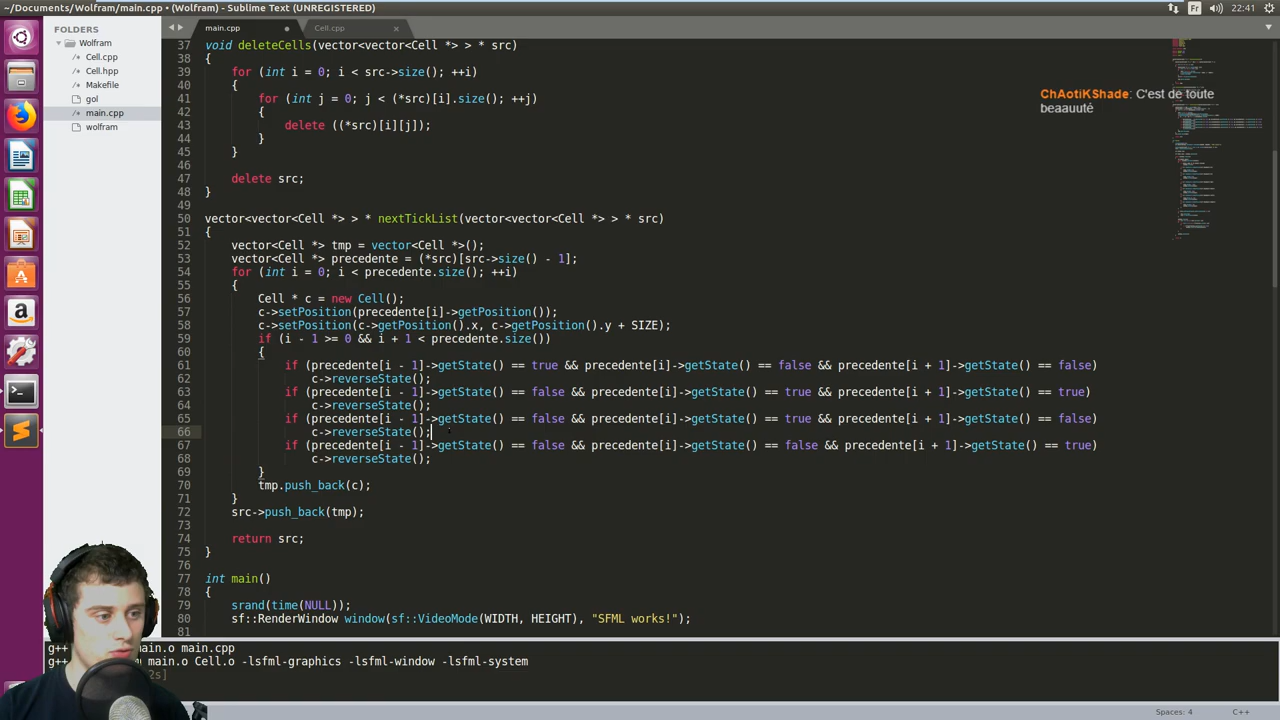 ~/Documents/Wolfram/main.cpp • (Wolfram) - Sublime Text (UNREGISTERED)
Fr
22:41
FOLDERS
Wolfram
Cell.cpp
Cell.hpp
Makefile
gol
main.cpp
wolfram
main.cpp
Cell.cpp
37 void deleteCells(vector<vector<Cell *> > * src)
38 {
39 for (int i = 0; i < src->size(); ++i)
40 {
41 for (int j = 0; j < (*src)[i].size(); ++j)
42 {
43 delete ((*src)[i][j]);
44 }
45 }
46
47 delete src;
48 }
49
50 vector<vector<Cell *> > * nextTickList(vector<vector<Cell *> > * src)
51 {
52 vector<Cell *> tmp = vector<Cell *>();
53 vector<Cell *> precedente = (*src)[src->size() - 1];
54 for (int i = 0; i < precedente.size(); ++i)
55 {
56 Cell * c = new Cell();
57 c->setPosition(precedente[i]->getPosition());
58 c->setPosition(c->getPosition().x, c->getPosition().y + SIZE);
59 if (i - 1 >= 0 && i + 1 < precedente.size())
60 {
61 if (precedente[i - 1]->getState() == true && precedente[i]->getState() == false && precedente[i + 1]->getState() == false)
62 c->reverseState();
63 if (precedente[i - 1]->getState() == false && precedente[i]->getState() == true && precedente[i + 1]->getState() == true)
64 c->reverseState();
65 if (precedente[i - 1]->getState() == false && precedente[i]->getState() == true && precedente[i + 1]->getState() == false)
66 c->reverseState();
67 if (precedente[i - 1]->getState() == false && precedente[i]->getState() == false && precedente[i + 1]->getState() == true)
68 c->reverseState();
69 }
70 tmp.push_back(c);
71 }
72 src->push_back(tmp);
73
74 return src;
75 }
76
77 int main()
78 {
79 srand(time(NULL));
80 sf::RenderWindow window(sf::VideoMode(WIDTH, HEIGHT), "SFML works!");
81
ChAotiKShade: C'est de toute
beaauuté
g++ main.o main.cpp
g++ main.o Cell.o -lsfml-graphics -lsfml-window -lsfml-system
Spaces: 4
C++